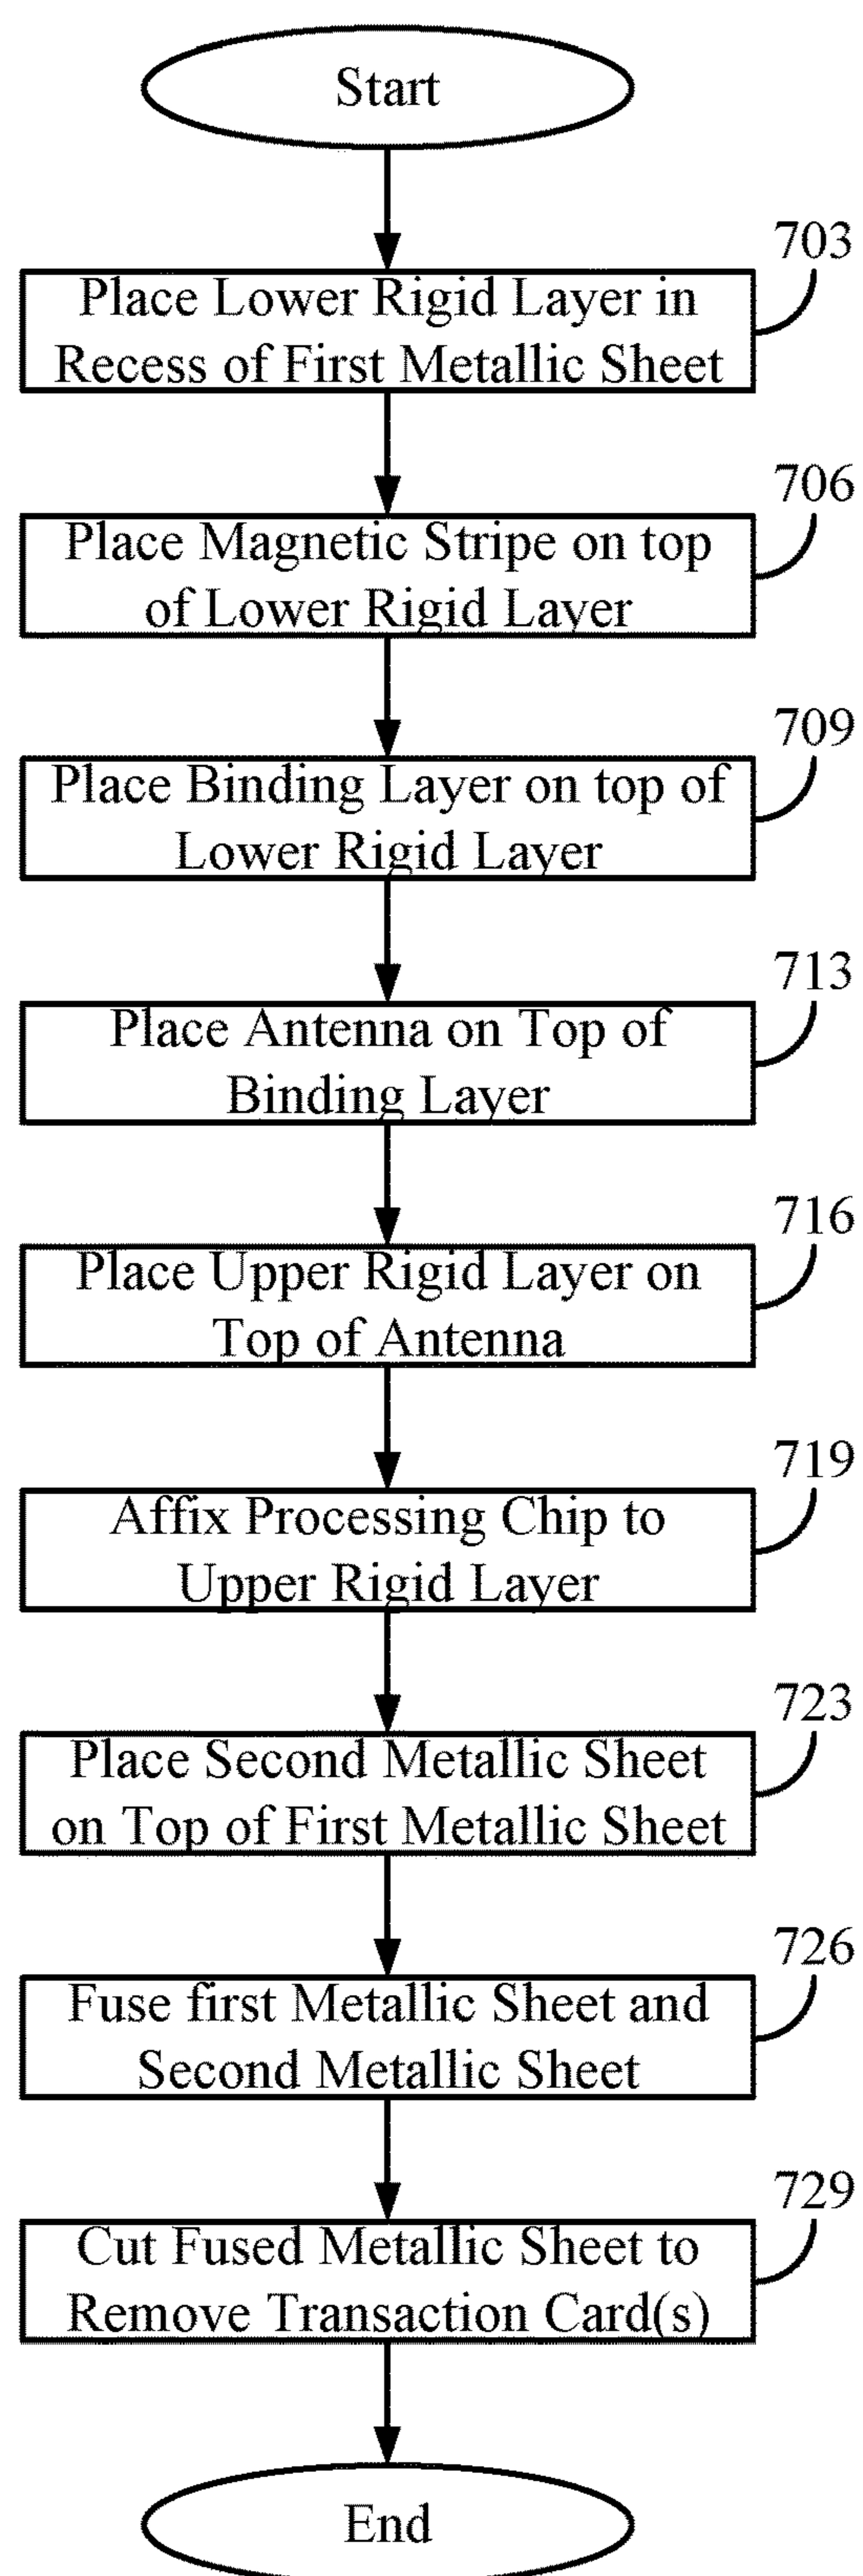 Start
703
Place Lower Rigid Layer in
Recess of First Metallic Sheet
706
Place Magnetic Stripe on top
of Lower Rigid Layer
709
Place Binding Layer on top of
Lower Rigid Layer
713
Place Antenna on Top of
Binding Layer
716
Place Upper Rigid Layer on
Top of Antenna
719
Affix Processing Chip to
Upper Rigid Layer
723
Place Second Metallic Sheet
on Top of First Metallic Sheet
726
Fuse first Metallic Sheet and
Second Metallic Sheet
729
Cut Fused Metallic Sheet to
Remove Transaction Card(s)
End